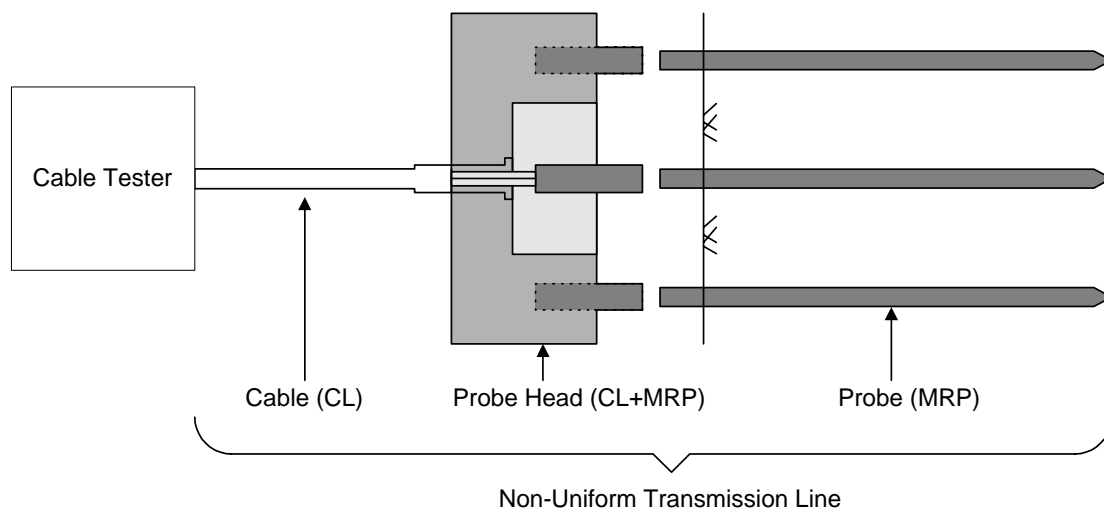 Cable Tester
Cable (CL)
Probe Head (CL+MRP)
Probe (MRP)
Non-Uniform Transmission Line